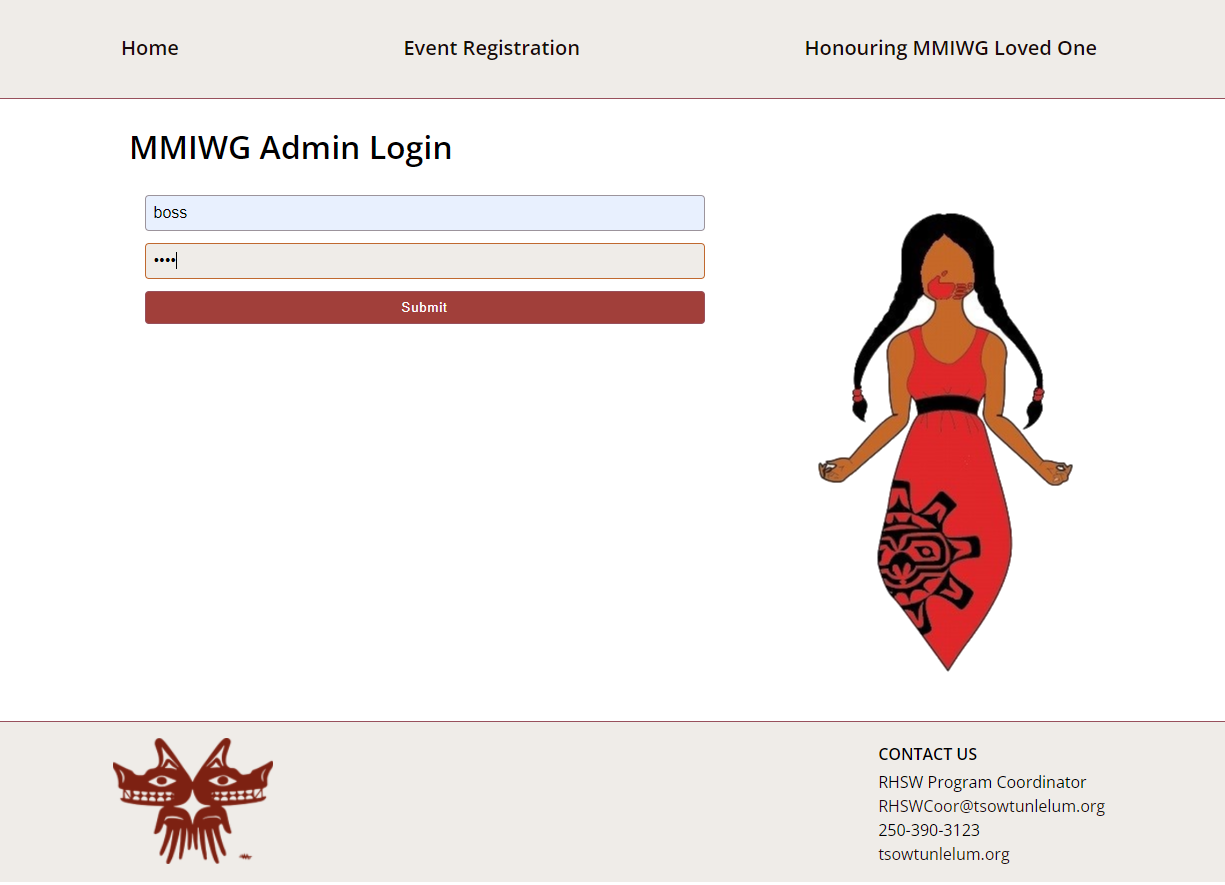 Home
Event Registration
Honouring MMIWG Loved One
MMIWG Admin Login
boss
••••
Submit
CONTACT US
RHSW Program Coordinator
RHSWCoor@tsowtunlelum.org
250-390-3123
tsowtunlelum.org